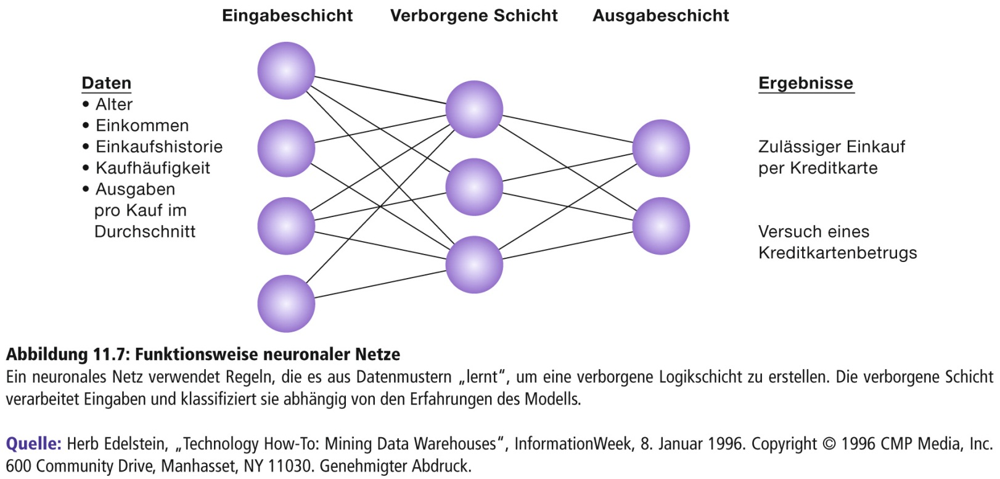 Eingabeschicht Verborgene Schicht Ausgabeschicht
Daten
• Alter
• Einkommen
• Einkaufshistorie
• Kaufhäufigkeit
• Ausgaben
pro Kauf im
Durchschnitt
Ergebnisse
Zulässiger Einkauf
per Kreditkarte
Versuch eines
Kreditkartenbetrugs
Abbildung 11.7: Funktionsweise neuronaler Netze
Ein neuronales Netz verwendet Regeln, die es aus Datenmustern „lernt“, um eine verborgene Logikschicht zu erstellen. Die verborgene Schicht
verarbeitet Eingaben und klassifiziert sie abhängig von den Erfahrungen des Modells.
Quelle: Herb Edelstein, „Technology How-To: Mining Data Warehouses“, InformationWeek, 8. Januar 1996. Copyright © 1996 CMP Media, Inc.
600 Community Drive, Manhasset, NY 11030. Genehmigter Abdruck.